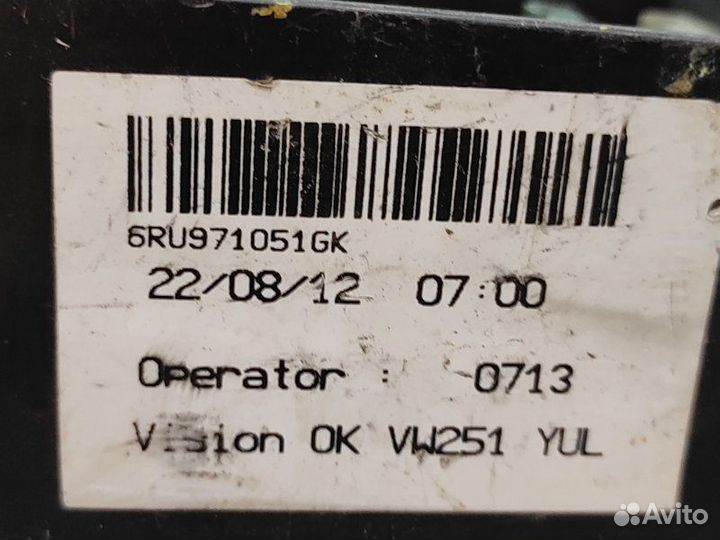 6RU971051GK
22/08/12 07:00
Operator : 0713
Vision OK VW251 YUL
Avito